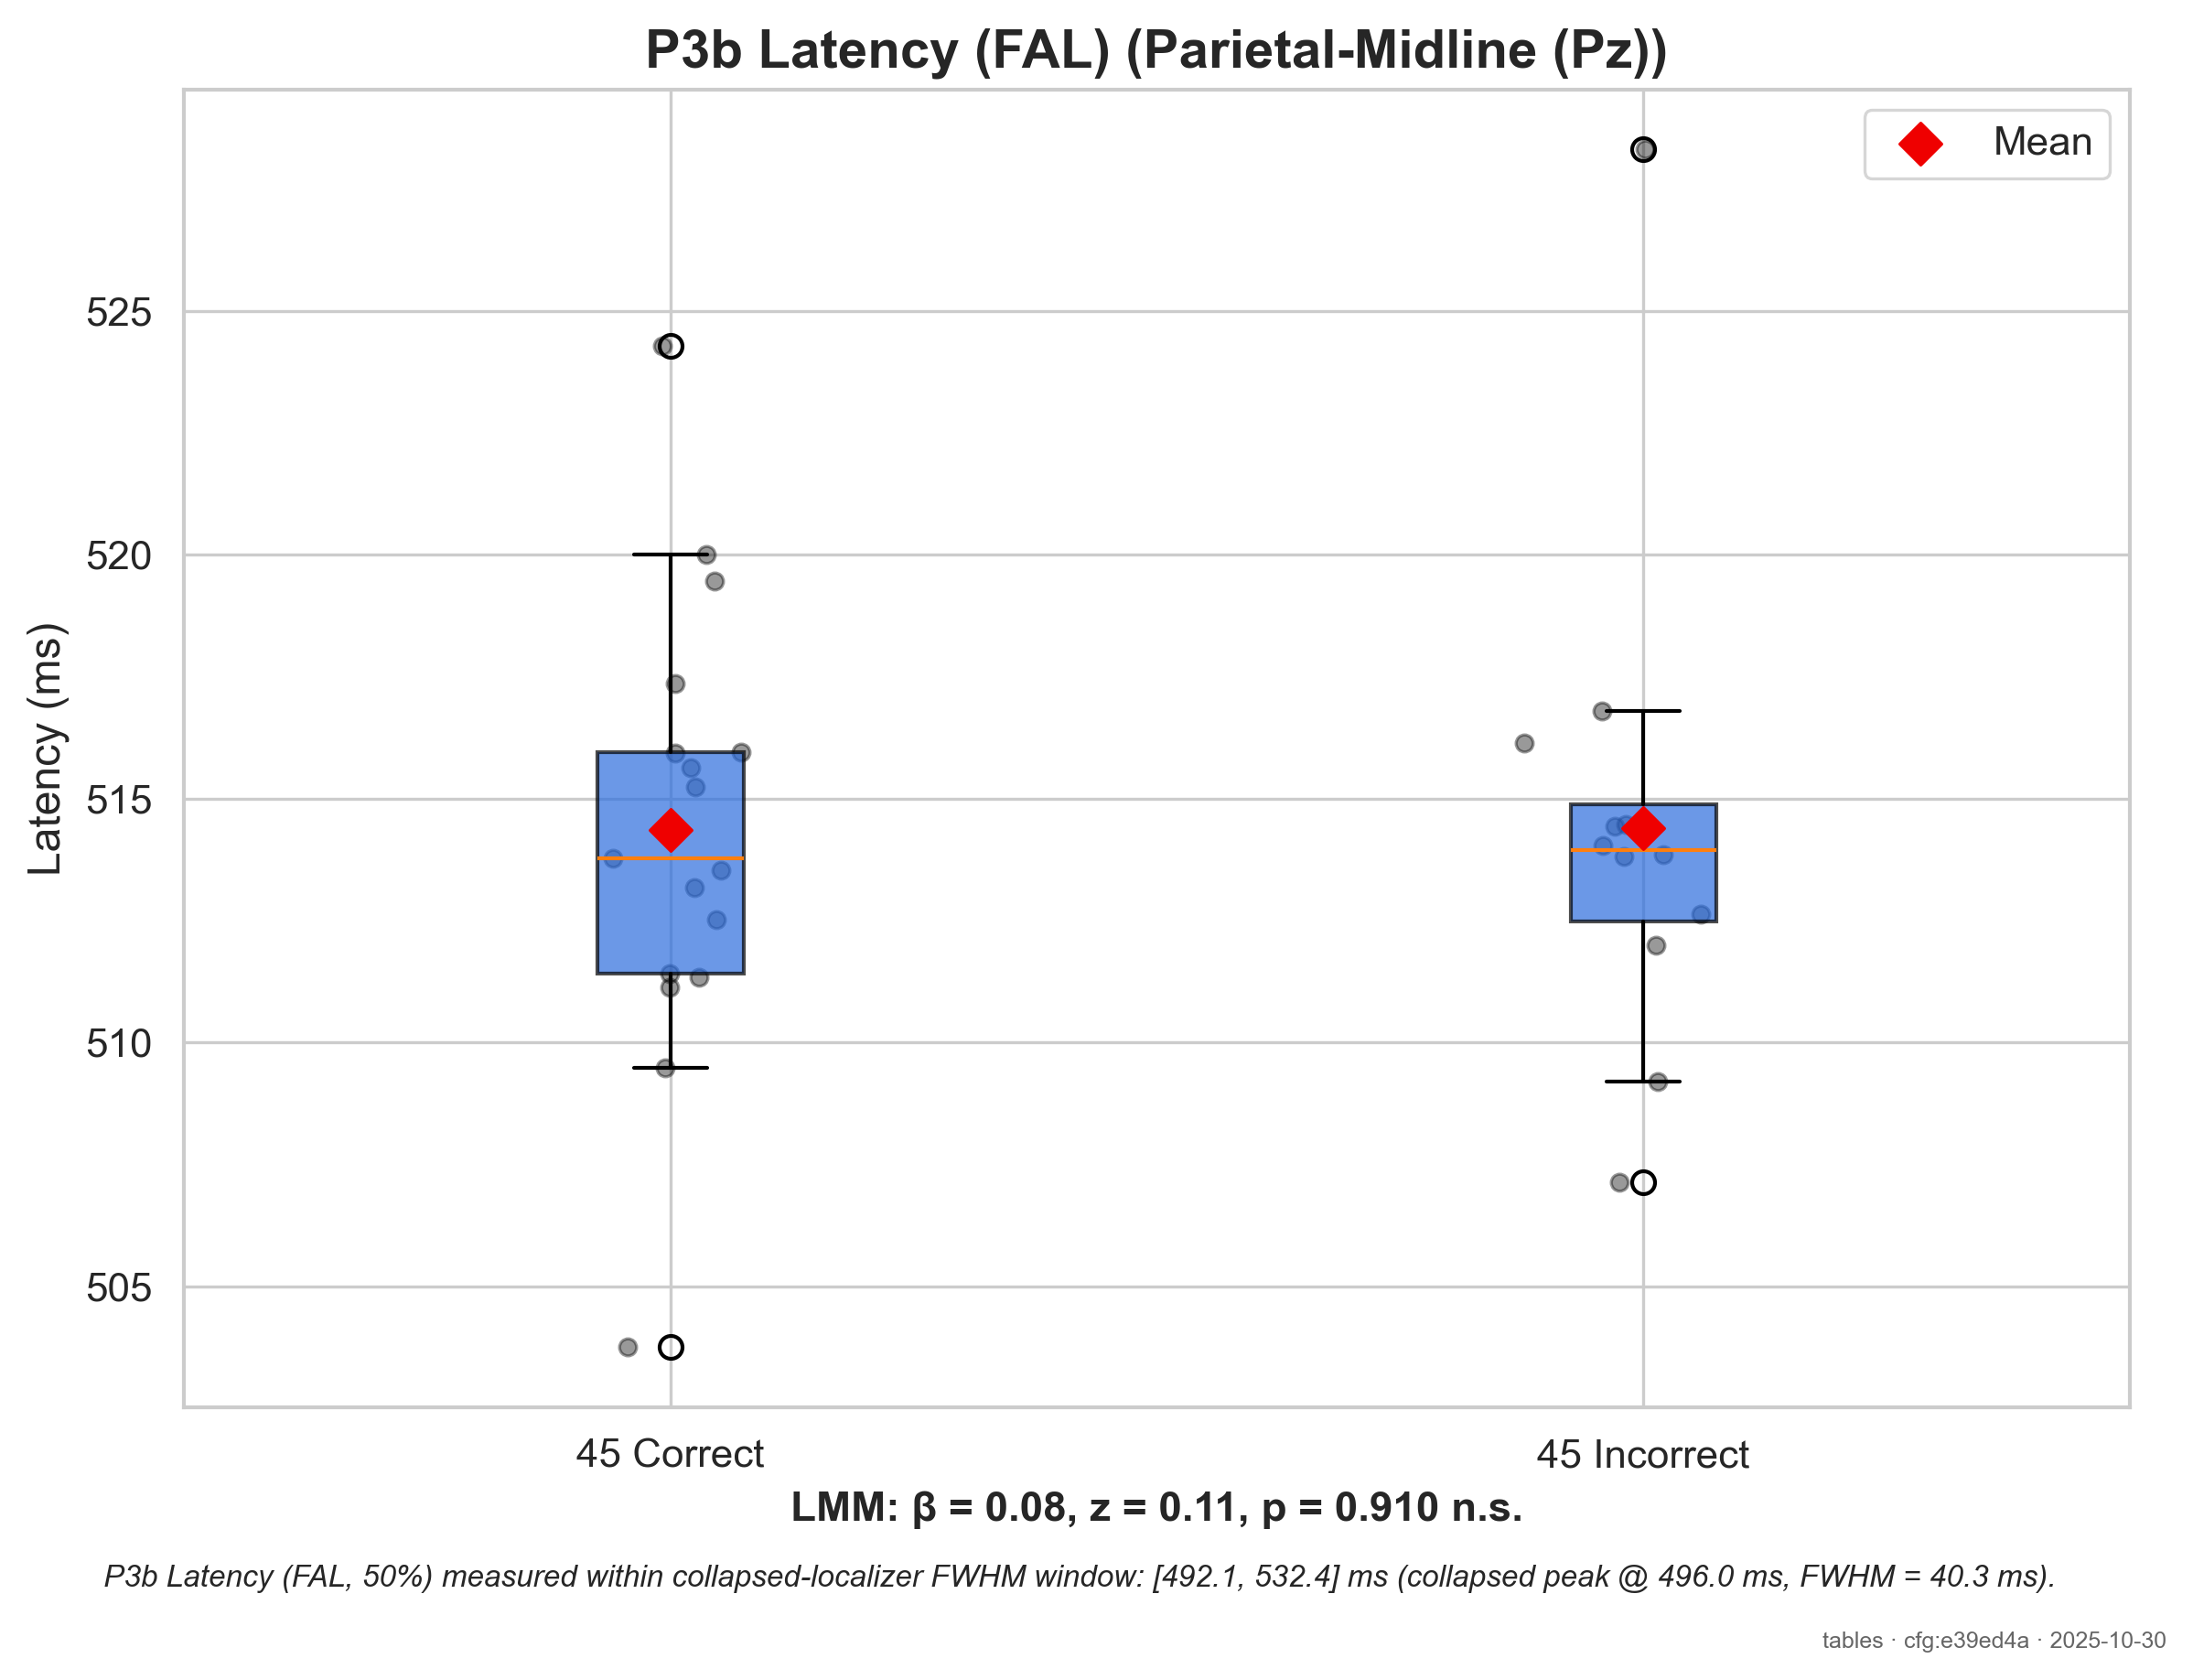 P3b Latency (FAL) (Parietal-Midline (Pz))
Mean
Latency (ms)
525
520
515
510
505
45 Correct
45 Incorrect
LMM: β = 0.08, z = 0.11, p = 0.910 n.s.
P3b Latency (FAL, 50%) measured within collapsed-localizer FWHM window: [492.1, 532.4] ms (collapsed peak @ 496.0 ms, FWHM = 40.3 ms).
tables · cfg:e39ed4a · 2025-10-30